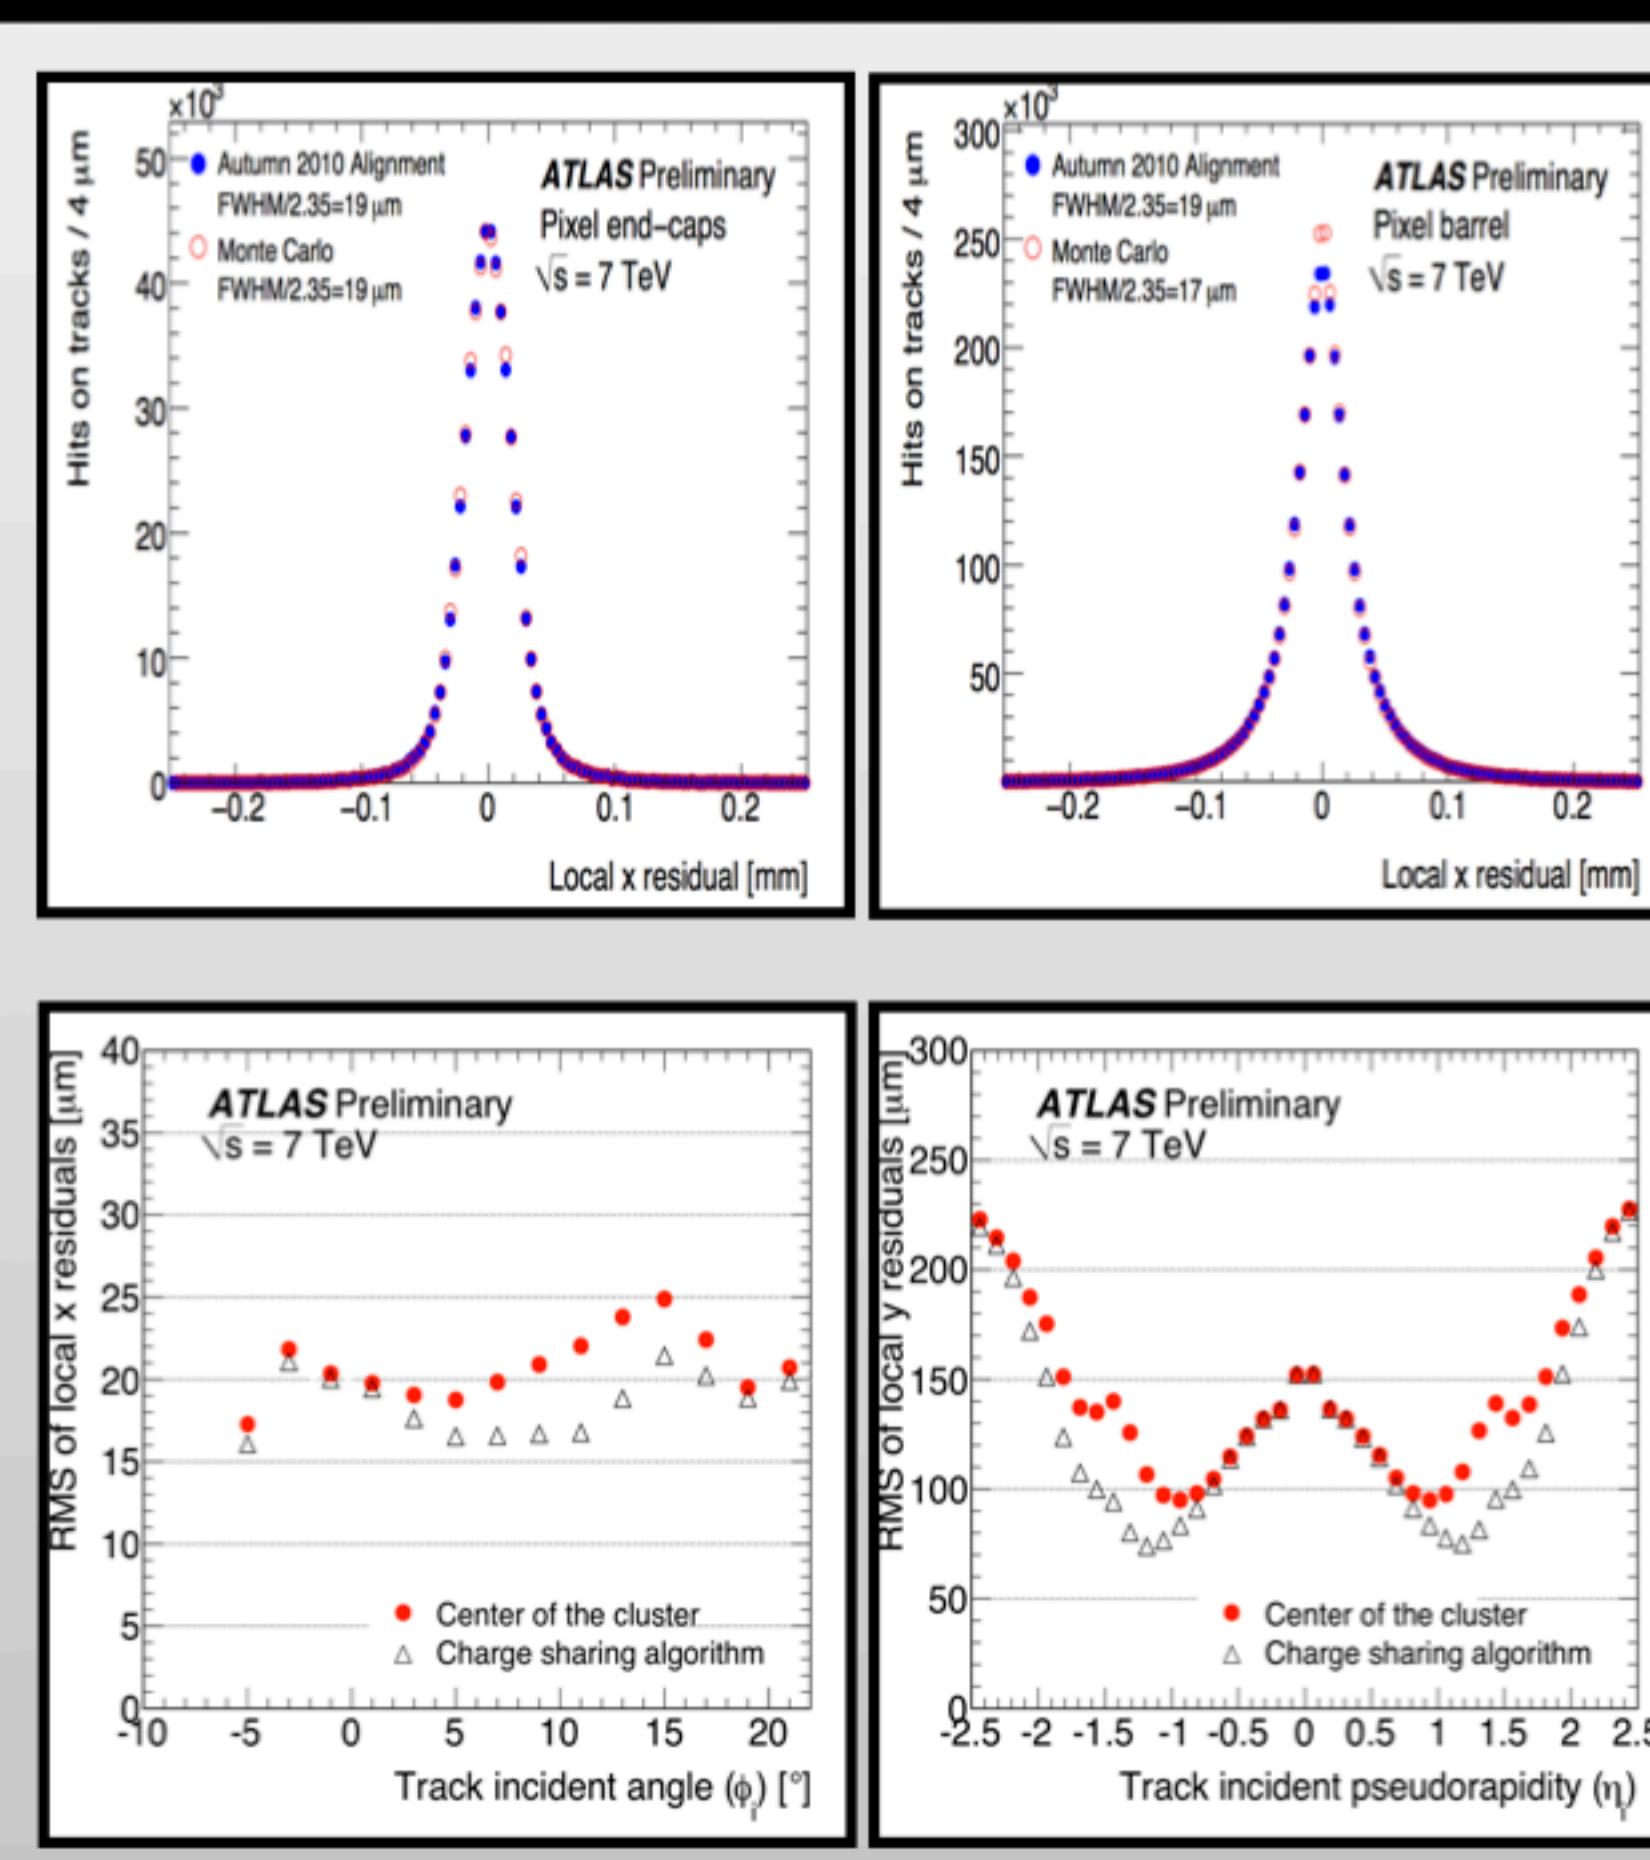 ×10³
Hits on tracks / 4 μm
50
40
30
20
10
0
Autumn 2010 Alignment
FWHM/2.35=19 μm
Monte Carlo
FWHM/2.35=19 μm
ATLAS Preliminary
Pixel end–caps
√s = 7 TeV
–0.2 –0.1 0 0.1 0.2
Local x residual [mm]
×10³
Hits on tracks / 4 μm
300
250
200
150
100
50
Autumn 2010 Alignment
FWHM/2.35=19 μm
Monte Carlo
FWHM/2.35=17 μm
ATLAS Preliminary
Pixel barrel
√s = 7 TeV
–0.2 –0.1 0 0.1 0.2
Local x residual [mm]
RMS of local x residuals [μm]
40
35
30
25
20
15
10
5
0
ATLAS Preliminary
√s = 7 TeV
Center of the cluster
Charge sharing algorithm
-10 -5 0 5 10 15 20
Track incident angle (ϕᵢ) [°]
RMS of local y residuals [μm]
300
250
200
150
100
50
0
ATLAS Preliminary
√s = 7 TeV
Center of the cluster
Charge sharing algorithm
-2.5 -2 -1.5 -1 -0.5 0 0.5 1 1.5 2 2.5
Track incident pseudorapidity (ηᵢ)